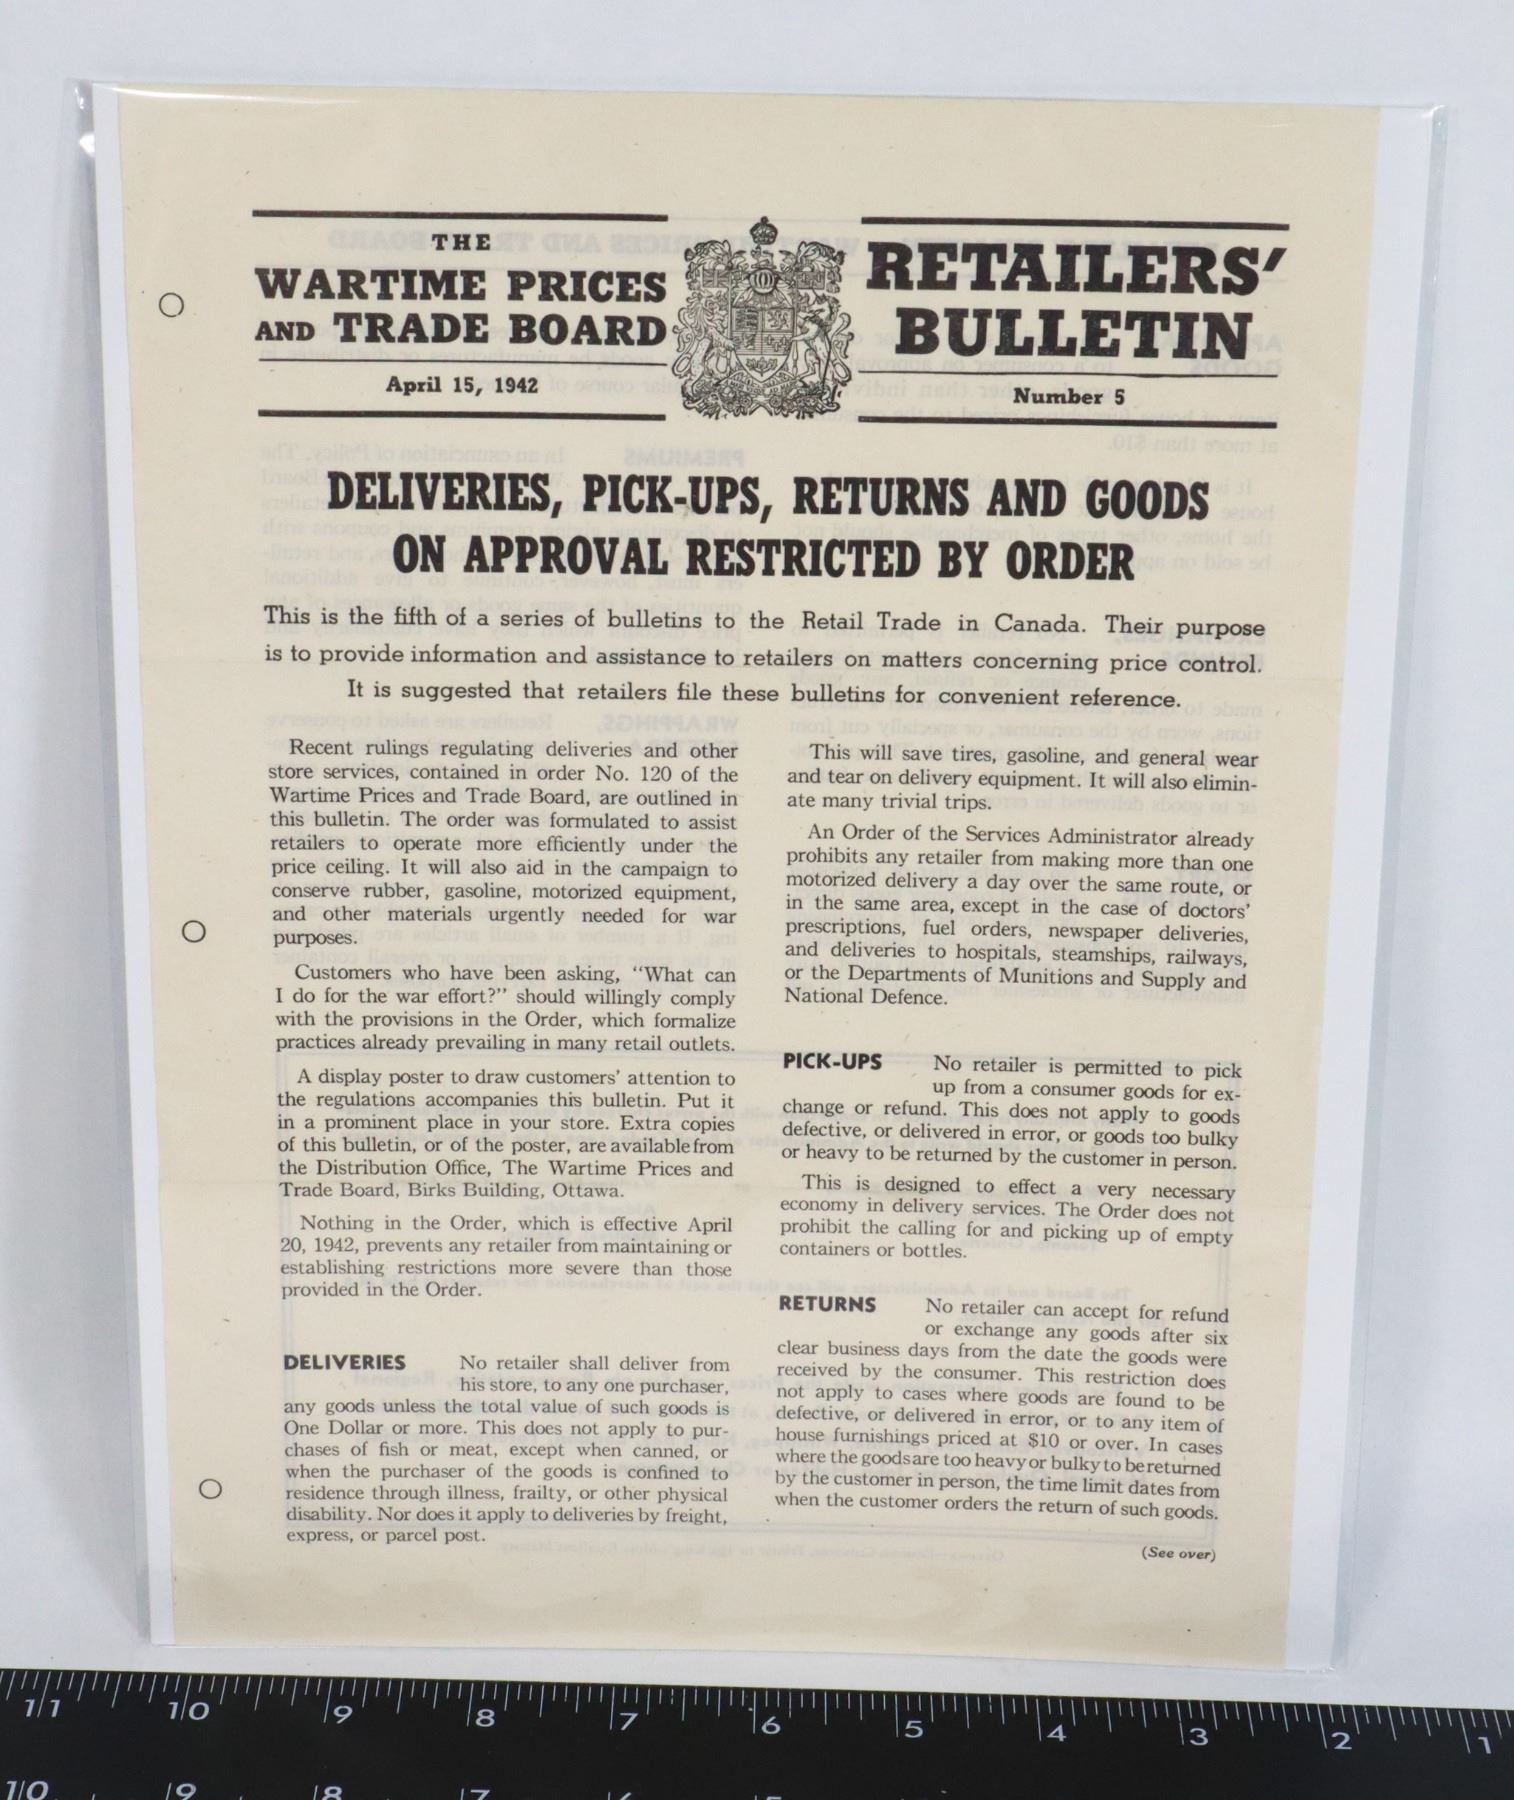 THE
WARTIME PRICES
AND TRADE BOARD
April 15, 1942
RETAILERS'
BULLETIN
Number 5
DELIVERIES, PICK-UPS, RETURNS AND GOODS
ON APPROVAL RESTRICTED BY ORDER
This is the fifth of a series of bulletins to the Retail Trade in Canada. Their purpose
is to provide information and assistance to retailers on matters concerning price control.
It is suggested that retailers file these bulletins for convenient reference.
Recent rulings regulating deliveries and other
store services, contained in order No. 120 of the
Wartime Prices and Trade Board, are outlined in
this bulletin. The order was formulated to assist
retailers to operate more efficiently under the
price ceiling. It will also aid in the campaign to
conserve rubber, gasoline, motorized equipment,
and other materials urgently needed for war
purposes.
Customers who have been asking, "What can
I do for the war effort?" should willingly comply
with the provisions in the Order, which formalize
practices already prevailing in many retail outlets.
A display poster to draw customers' attention to
the regulations accompanies this bulletin. Put it
in a prominent place in your store. Extra copies
of this bulletin, or of the poster, are available from
the Distribution Office, The Wartime Prices and
Trade Board, Birks Building, Ottawa.
Nothing in the Order, which is effective April
20, 1942, prevents any retailer from maintaining or
establishing restrictions more severe than those
provided in the Order.
DELIVERIES No retailer shall deliver from
his store, to any one purchaser,
any goods unless the total value of such goods is
One Dollar or more. This does not apply to pur-
chases of fish or meat, except when canned, or
when the purchaser of the goods is confined to
residence through illness, frailty, or other physical
disability. Nor does it apply to deliveries by freight,
express, or parcel post.
This will save tires, gasoline, and general wear
and tear on delivery equipment. It will also elimin-
ate many trivial trips.
An Order of the Services Administrator already
prohibits any retailer from making more than one
motorized delivery a day over the same route, or
in the same area, except in the case of doctors'
prescriptions, fuel orders, newspaper deliveries,
and deliveries to hospitals, steamships, railways,
or the Departments of Munitions and Supply and
National Defence.
PICK-UPS No retailer is permitted to pick
up from a consumer goods for ex-
change or refund. This does not apply to goods
defective, or delivered in error, or goods too bulky
or heavy to be returned by the customer in person.
This is designed to effect a very necessary
economy in delivery services. The Order does not
prohibit the calling for and picking up of empty
containers or bottles.
RETURNS No retailer can accept for refund
or exchange any goods after six
clear business days from the date the goods were
received by the consumer. This restriction does
not apply to cases where goods are found to be
defective, or delivered in error, or to any item of
house furnishings priced at $10 or over. In cases
where the goods are too heavy or bulky to be returned
by the customer in person, the time limit dates from
when the customer orders the return of such goods.
(See over)
11 10 9 8 7 6 5 4 3 2 1
10 9 8 7 6 5